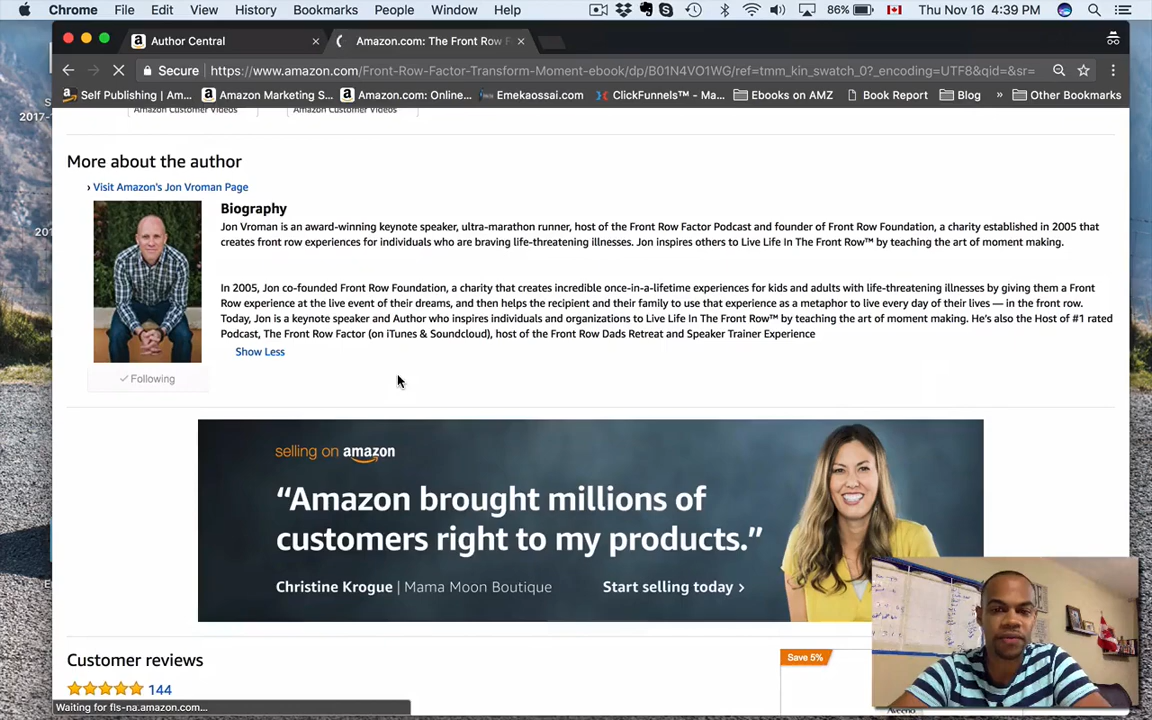 Chrome File Edit View History Bookmarks People Window Help 86% Thu Nov 16 4:39 PM
Author Central Amazon.com: The Front Row F
Secure https://www.amazon.com/Front-Row-Factor-Transform-Moment-ebook/dp/B01N4VO1WG/ref=tmm_kin_swatch_0?_encoding=UTF8&qid=&sr=
Self Publishing | Am... Amazon Marketing S... Amazon.com: Online... Emekaossai.com ClickFunnels™ - Ma... Ebooks on AMZ Book Report Blog » Other Bookmarks
Amazon Customer Videos Amazon Customer Videos
More about the author
› Visit Amazon's Jon Vroman Page
Biography
Jon Vroman is an award-winning keynote speaker, ultra-marathon runner, host of the Front Row Factor Podcast and founder of Front Row Foundation, a charity established in 2005 that
creates front row experiences for individuals who are braving life-threatening illnesses. Jon inspires others to Live Life In The Front Row™ by teaching the art of moment making.
In 2005, Jon co-founded Front Row Foundation, a charity that creates incredible once-in-a-lifetime experiences for kids and adults with life-threatening illnesses by giving them a Front
Row experience at the live event of their dreams, and then helps the recipient and their family to use that experience as a metaphor to live every day of their lives — in the front row.
Today, Jon is a keynote speaker and Author who inspires individuals and organizations to Live Life In The Front Row™ by teaching the art of moment making. He's also the Host of #1 rated
Podcast, The Front Row Factor (on iTunes & Soundcloud), host of the Front Row Dads Retreat and Speaker Trainer Experience
Show Less
Following
selling on amazon
“Amazon brought millions of
customers right to my products.”
Christine Krogue | Mama Moon Boutique Start selling today ›
Customer reviews
144
Save 5%
Aveeno
Waiting for fls-na.amazon.com...